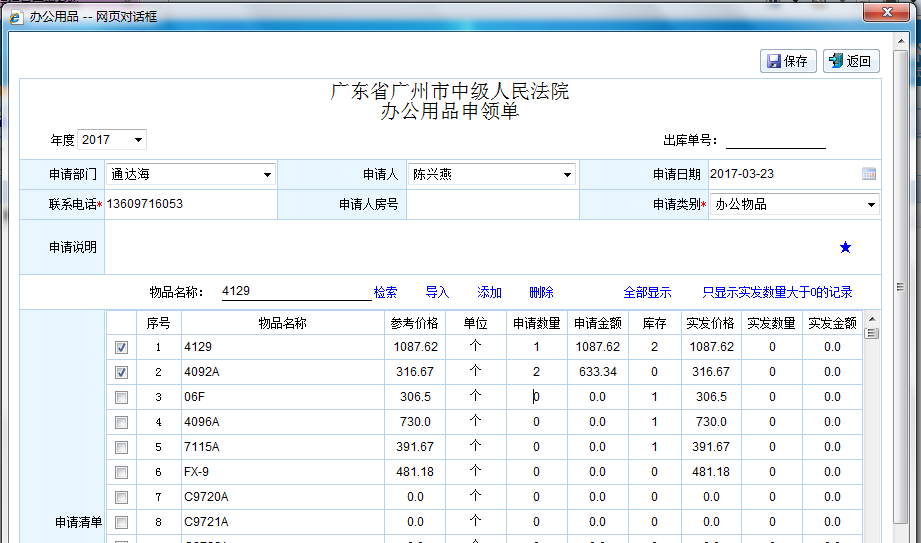 办公用品 -- 网页对话框
保存 返回
广东省广州市中级人民法院
办公用品申领单
年度 2017 出库单号：
申请部门 通达海 申请人 陈兴燕 申请日期 2017-03-23
联系电话* 13609716053 申请人房号 申请类别* 办公物品
申请说明 ★
物品名称： 4129 检索 导入 添加 删除 全部显示 只显示实发数量大于0的记录
序号 物品名称 参考价格 单位 申请数量 申请金额 库存 实发价格 实发数量 实发金额
1 4129 1087.62 个 1 1087.62 2 1087.62 0 0.0
2 4092A 316.67 个 2 633.34 0 316.67 0 0.0
3 06F 306.5 个 0 0.0 1 306.5 0 0.0
4 4096A 730.0 个 0 0.0 1 730.0 0 0.0
5 7115A 391.67 个 0 0.0 1 391.67 0 0.0
6 FX-9 481.18 个 0 0.0 0 481.18 0 0.0
7 C9720A 0.0 个 0 0.0 0 0.0 0 0.0
申请清单 8 C9721A 0.0 个 0 0.0 0 0.0 0 0.0